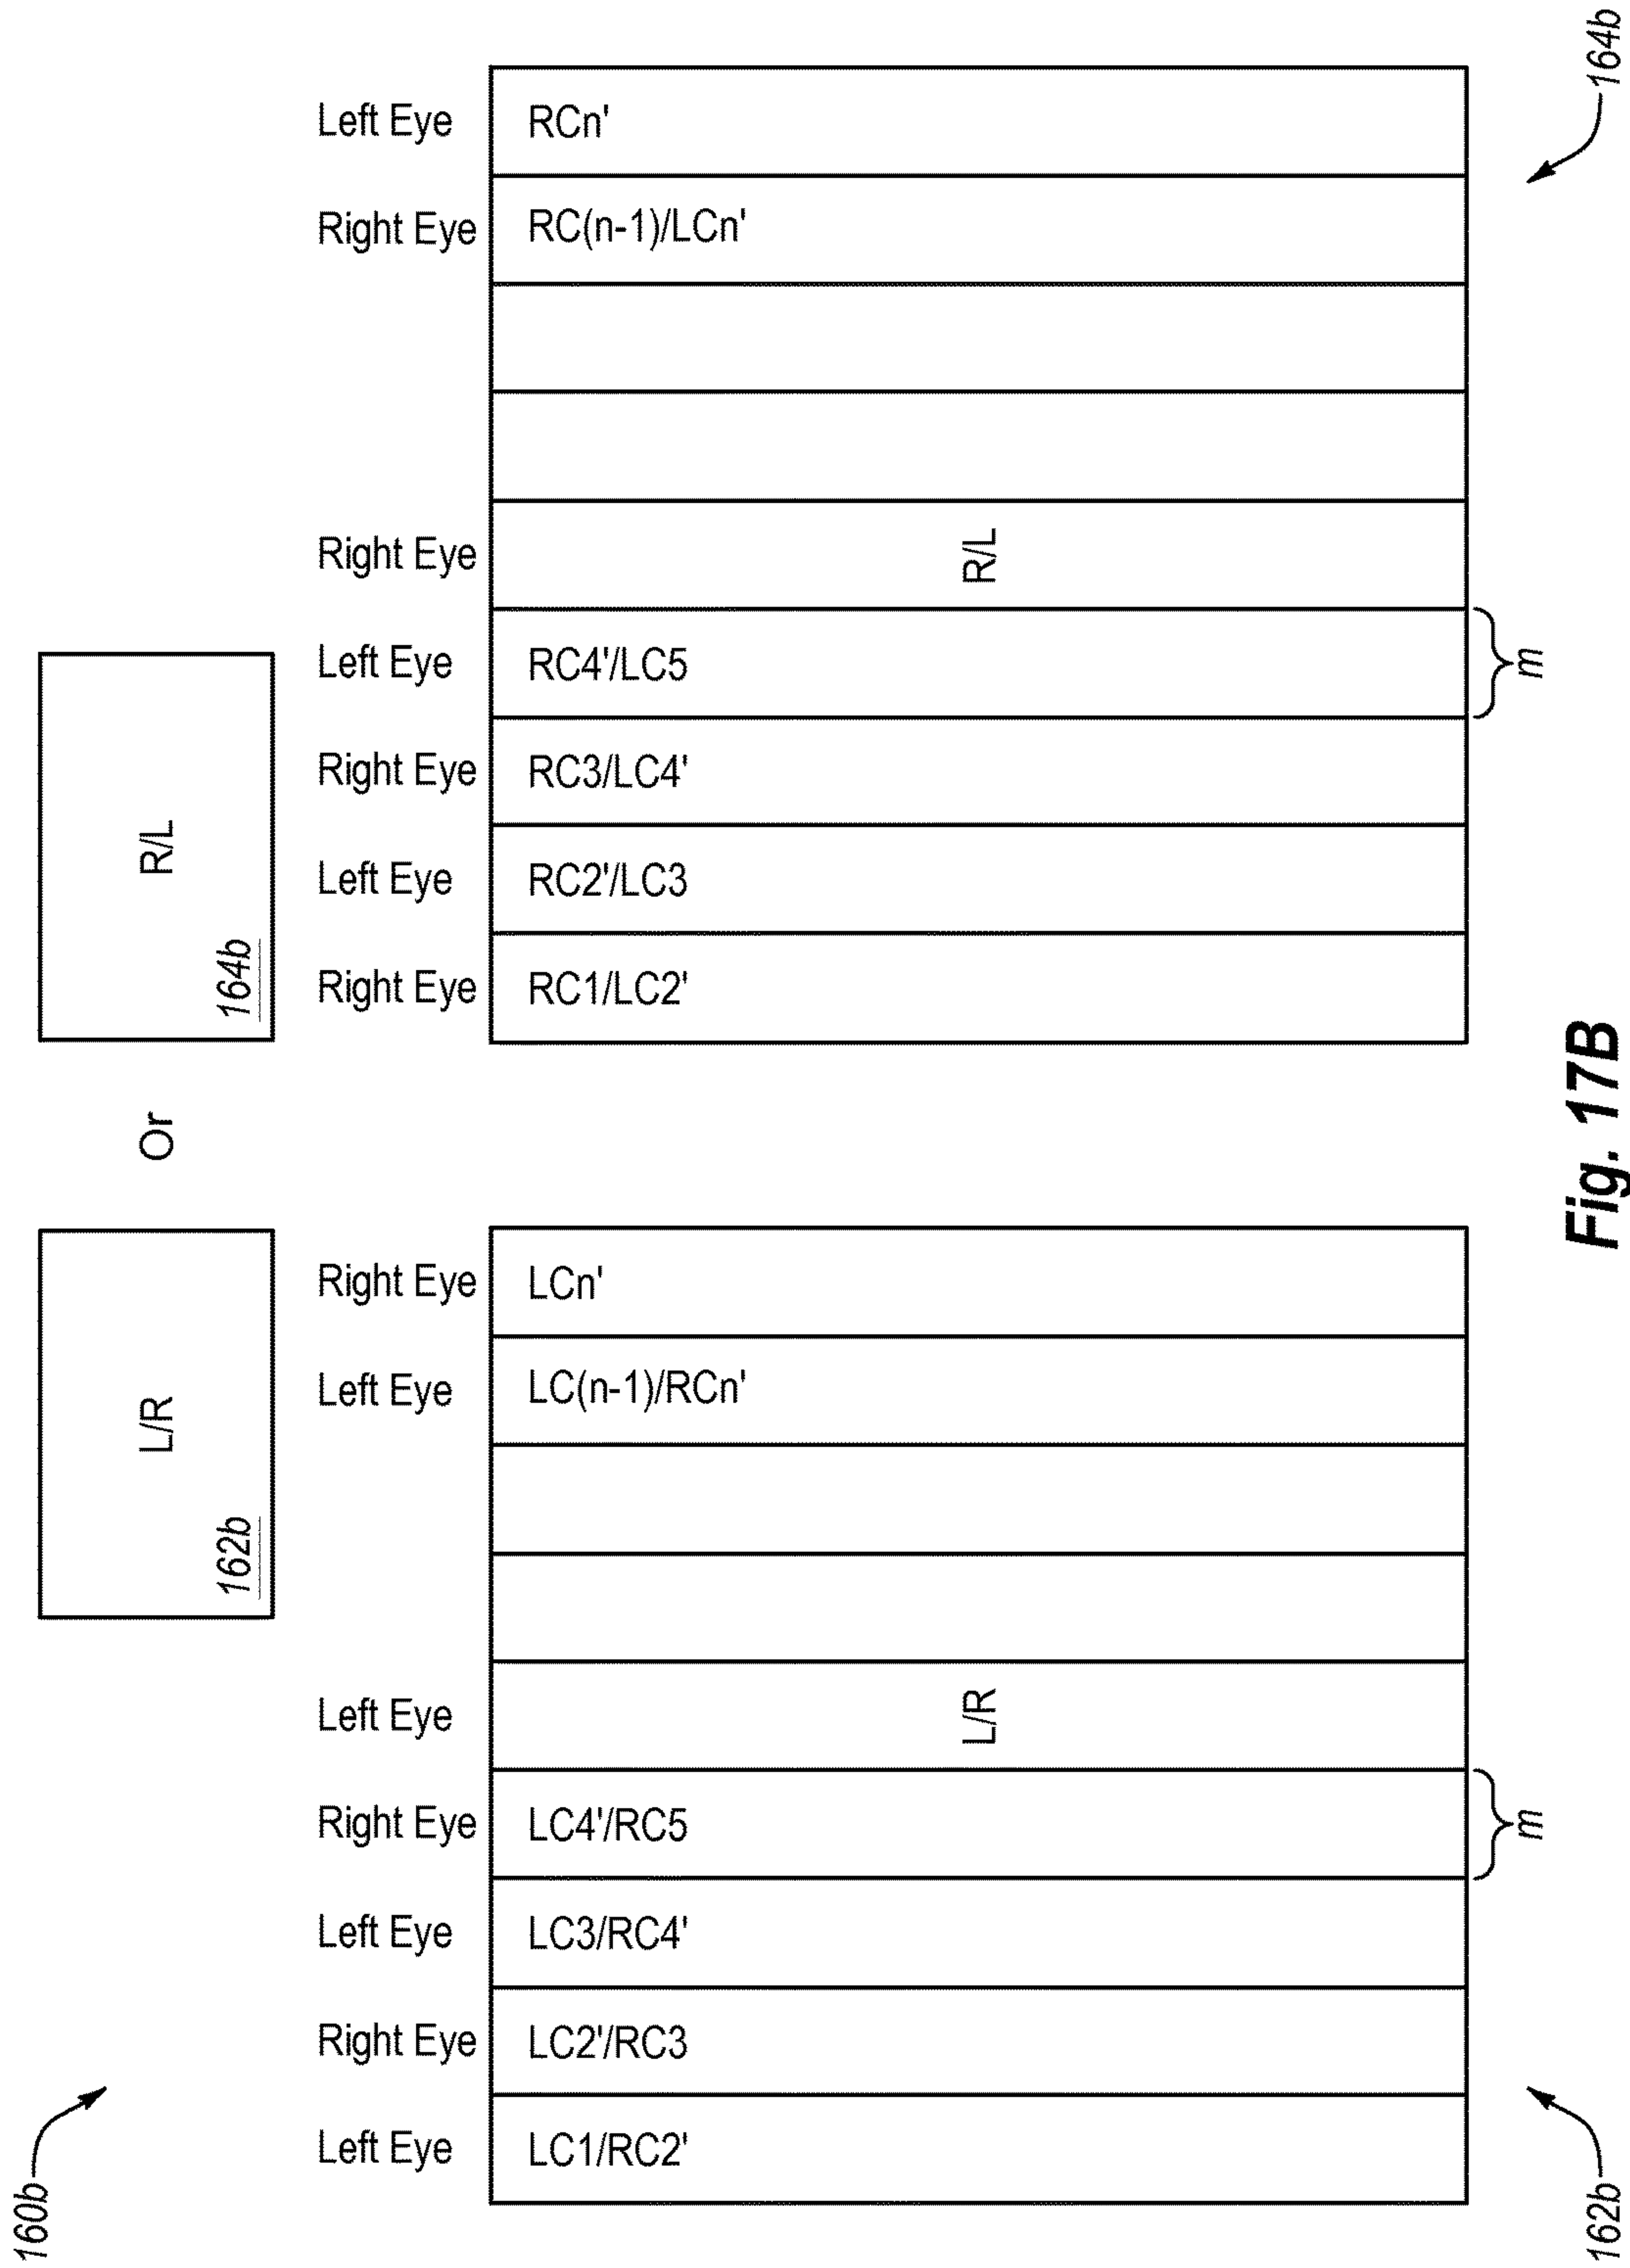 160b
L/R
162b
Or
R/L
164b
Left Eye
Right Eye
Left Eye
Right Eye
Left Eye
Left Eye
Right Eye
LC1/RC2'
LC2'/RC3
LC3/RC4'
LC4'/RC5
L/R
LC(n-1)/RCn'
LCn'
m
162b
Right Eye
Left Eye
Right Eye
Left Eye
Right Eye
Right Eye
Left Eye
RC1/LC2'
RC2'/LC3
RC3/LC4'
RC4'/LC5
R/L
RC(n-1)/LCn'
RCn'
m
164b
Fig. 17B